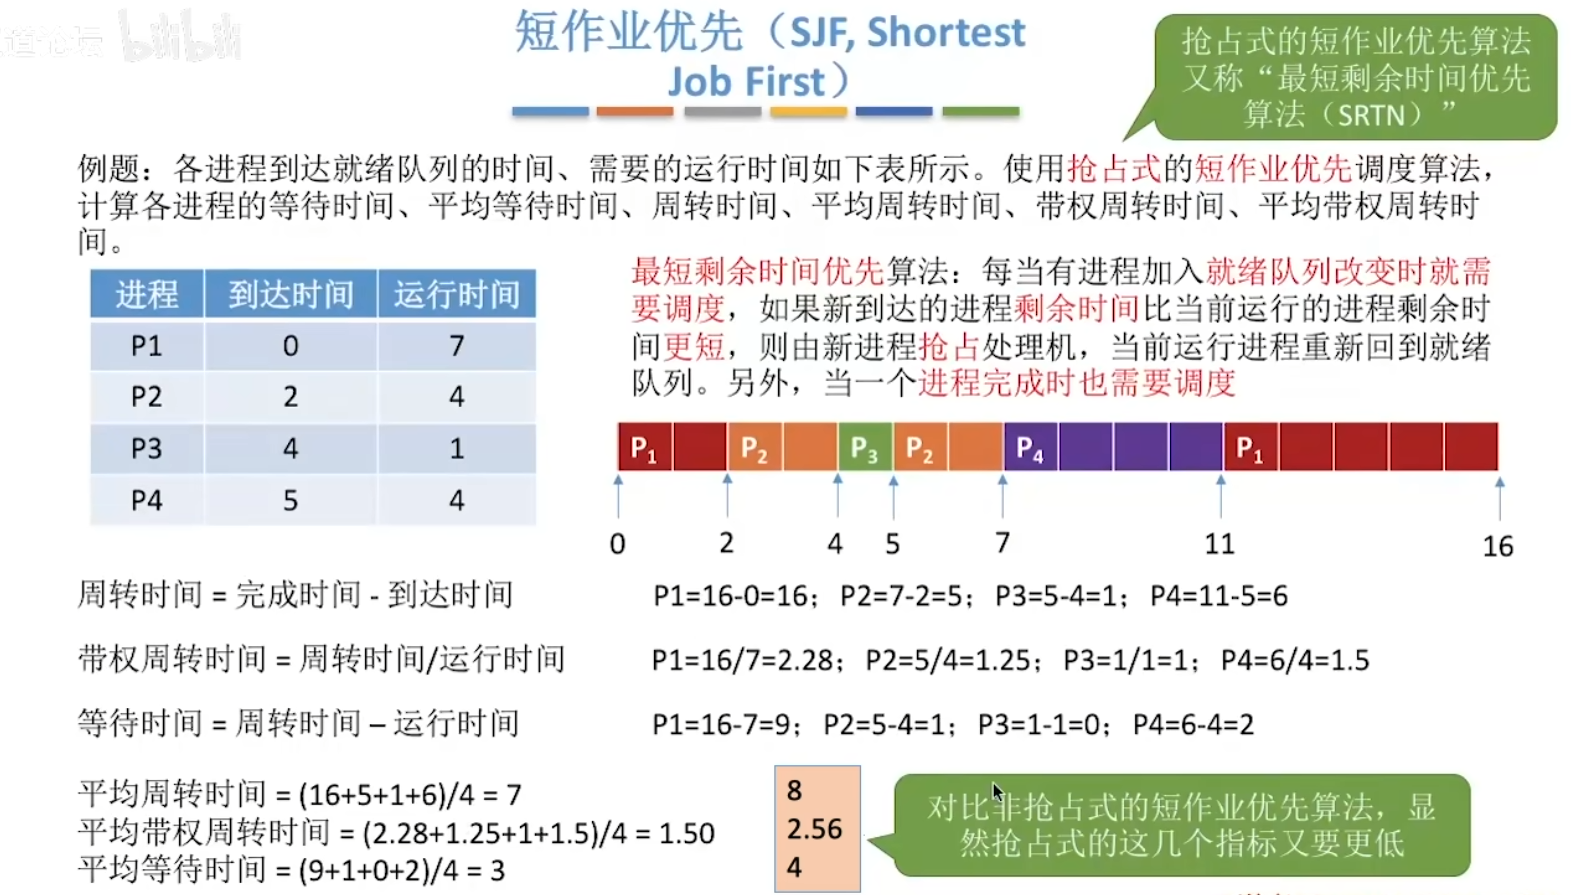 道论坛 bilibili
短作业优先（SJF, Shortest
Job First）
抢占式的短作业优先算法
又称“最短剩余时间优先
算法（SRTN）”
例题：各进程到达就绪队列的时间、需要的运行时间如下表所示。使用抢占式的短作业优先调度算法，
计算各进程的等待时间、平均等待时间、周转时间、平均周转时间、带权周转时间、平均带权周转时
间。
进程 到达时间 运行时间
P1 0 7
P2 2 4
P3 4 1
P4 5 4
最短剩余时间优先算法：每当有进程加入就绪队列改变时就需
要调度，如果新到达的进程剩余时间比当前运行的进程剩余时
间更短，则由新进程抢占处理机，当前运行进程重新回到就绪
队列。另外，当一个进程完成时也需要调度
P1 P2 P3 P2 P4 P1
0 2 4 5 7 11 16
周转时间 = 完成时间 - 到达时间 P1=16-0=16；P2=7-2=5；P3=5-4=1；P4=11-5=6
带权周转时间 = 周转时间/运行时间 P1=16/7=2.28；P2=5/4=1.25；P3=1/1=1；P4=6/4=1.5
等待时间 = 周转时间 – 运行时间 P1=16-7=9；P2=5-4=1；P3=1-1=0；P4=6-4=2
平均周转时间 = (16+5+1+6)/4 = 7
平均带权周转时间 = (2.28+1.25+1+1.5)/4 = 1.50
平均等待时间 = (9+1+0+2)/4 = 3
8
2.56
4
对比非抢占式的短作业优先算法，显
然抢占式的这几个指标又要更低